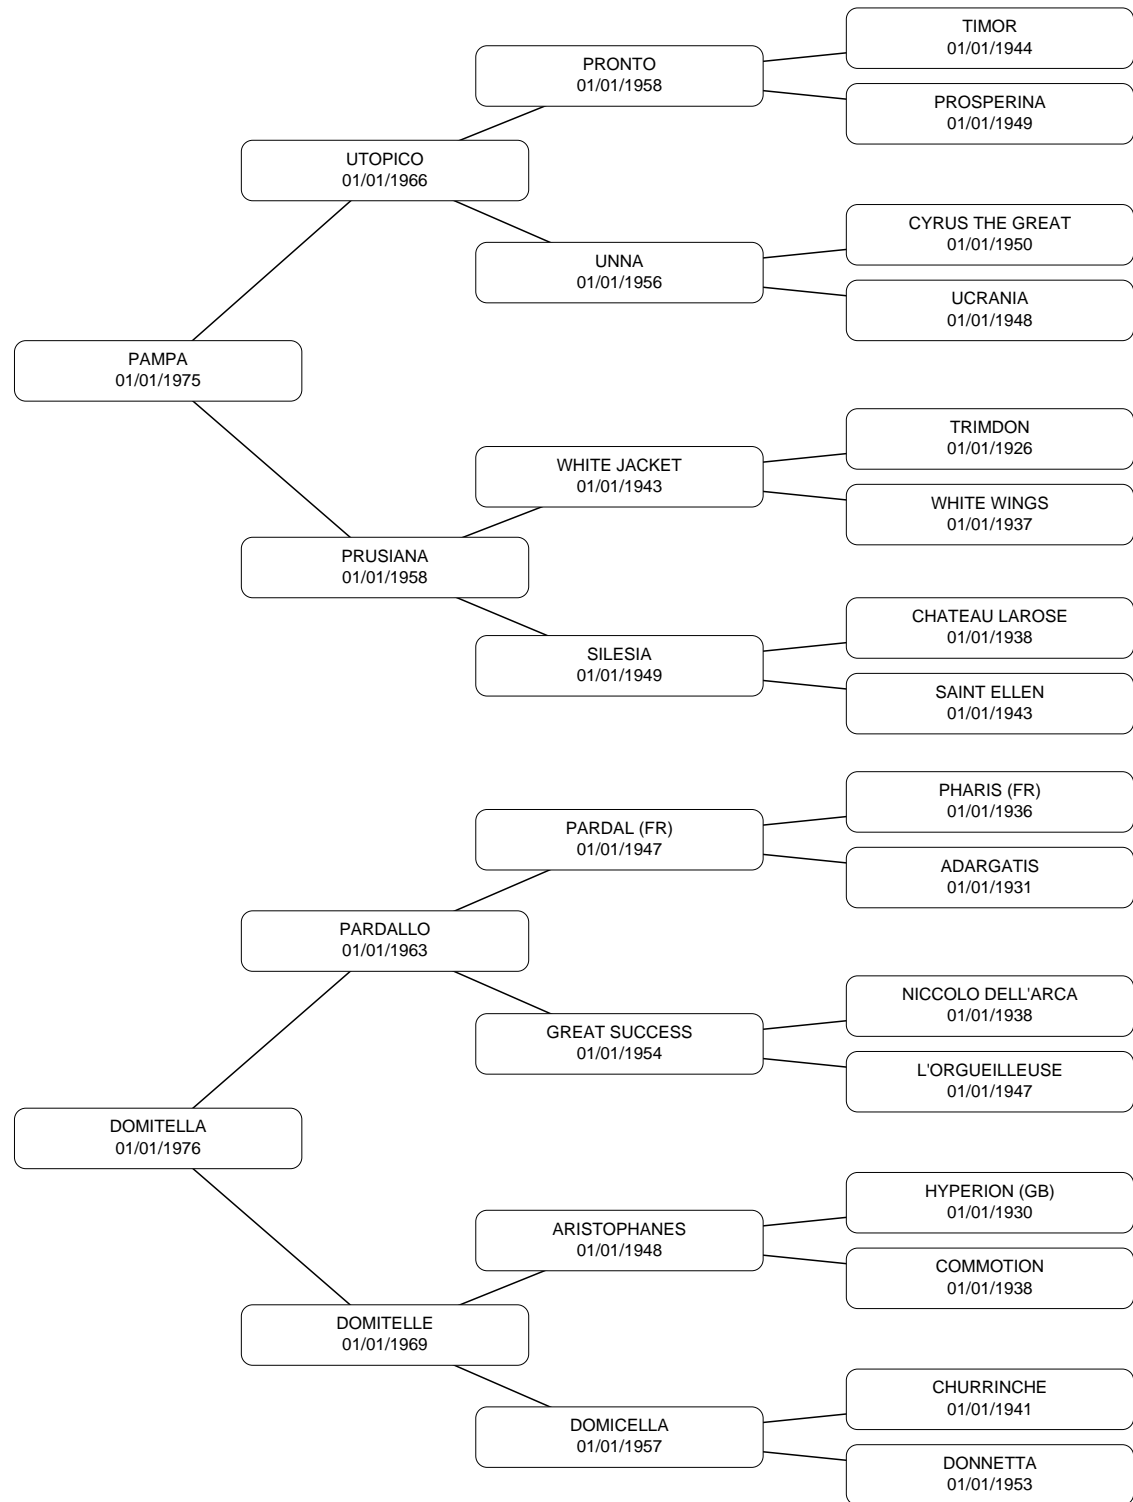 TIMOR
01/01/1944
PRONTO
01/01/1958
PROSPERINA
01/01/1949
UTOPICO
01/01/1966
CYRUS THE GREAT
01/01/1950
UNNA
01/01/1956
UCRANIA
01/01/1948
PAMPA
01/01/1975
TRIMDON
01/01/1926
WHITE JACKET
01/01/1943
WHITE WINGS
01/01/1937
PRUSIANA
01/01/1958
CHATEAU LAROSE
01/01/1938
SILESIA
01/01/1949
SAINT ELLEN
01/01/1943
PHARIS (FR)
01/01/1936
PARDAL (FR)
01/01/1947
ADARGATIS
01/01/1931
PARDALLO
01/01/1963
NICCOLO DELL'ARCA
01/01/1938
GREAT SUCCESS
01/01/1954
L'ORGUEILLEUSE
01/01/1947
DOMITELLA
01/01/1976
HYPERION (GB)
01/01/1930
ARISTOPHANES
01/01/1948
COMMOTION
01/01/1938
DOMITELLE
01/01/1969
CHURRINCHE
01/01/1941
DOMICELLA
01/01/1957
DONNETTA
01/01/1953